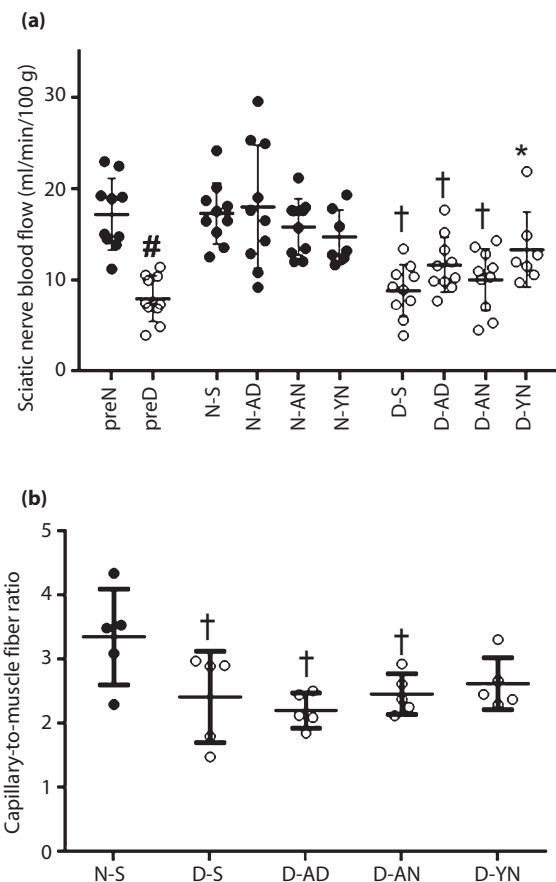 (a)
Sciatic nerve blood flow (ml/min/100 g)
30
20
10
0
#
†
†
†
*
preN
preD
N-S
N-AD
N-AN
N-YN
D-S
D-AD
D-AN
D-YN
(b)
Capillary-to-muscle fiber ratio
5
4
3
2
1
0
†
†
†
N-S
D-S
D-AD
D-AN
D-YN